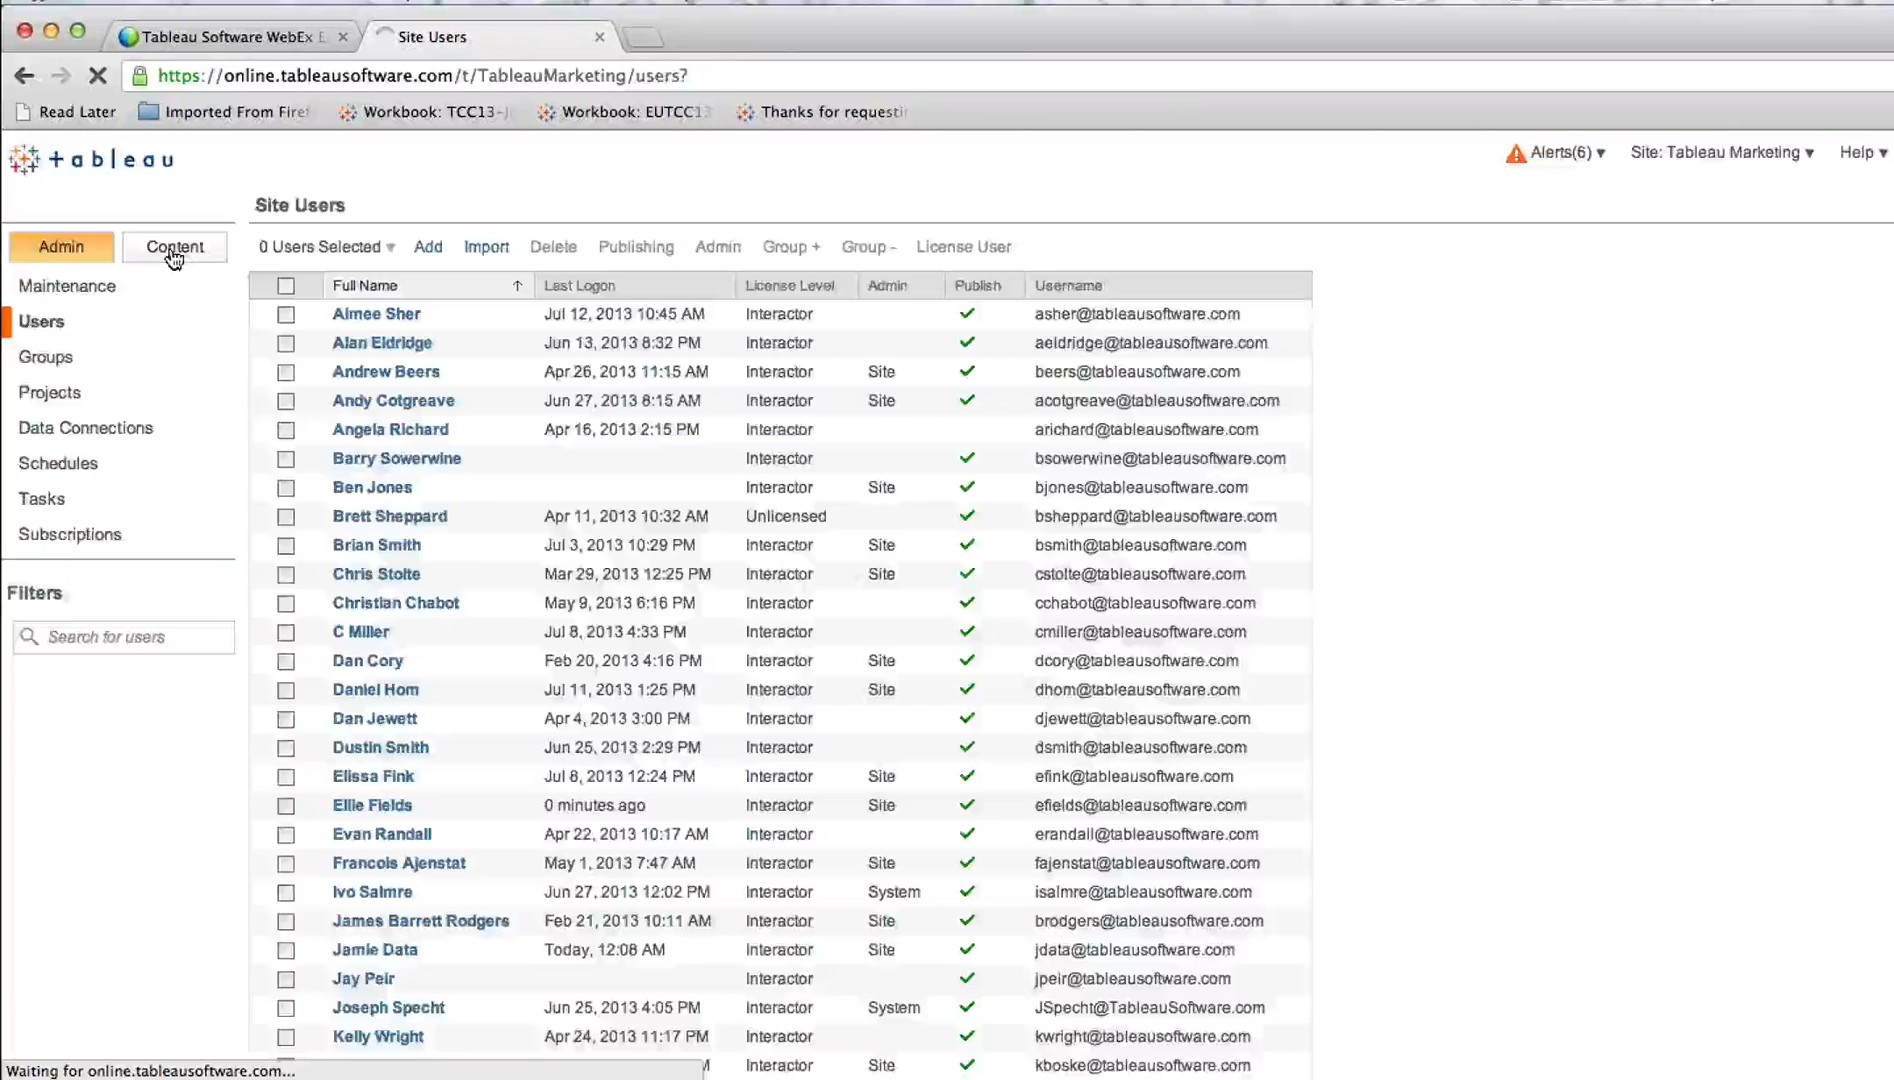 Tableau Software WebEx E
Site Users
https://online.tableausoftware.com/t/TableauMarketing/users?
Read Later Imported From Firef Workbook: TCC13-J Workbook: EUTCC13 Thanks for requestin
+ a b l e a u
Alerts(6) ▾ Site: Tableau Marketing ▾ Help ▾
Site Users
Admin Content
0 Users Selected ▾ Add Import Delete Publishing Admin Group + Group - License User
Maintenance
Users
Groups
Projects
Data Connections
Schedules
Tasks
Subscriptions
Filters
Search for users
Full Name ↑ Last Logon License Level Admin Publish Username
Aimee Sher Jul 12, 2013 10:45 AM Interactor ✓ asher@tableausoftware.com
Alan Eldridge Jun 13, 2013 8:32 PM Interactor ✓ aeldridge@tableausoftware.com
Andrew Beers Apr 26, 2013 11:15 AM Interactor Site ✓ beers@tableausoftware.com
Andy Cotgreave Jun 27, 2013 8:15 AM Interactor Site ✓ acotgreave@tableausoftware.com
Angela Richard Apr 16, 2013 2:15 PM Interactor arichard@tableausoftware.com
Barry Sowerwine Interactor ✓ bsowerwine@tableausoftware.com
Ben Jones Interactor Site ✓ bjones@tableausoftware.com
Brett Sheppard Apr 11, 2013 10:32 AM Unlicensed ✓ bsheppard@tableausoftware.com
Brian Smith Jul 3, 2013 10:29 PM Interactor Site ✓ bsmith@tableausoftware.com
Chris Stolte Mar 29, 2013 12:25 PM Interactor Site ✓ cstolte@tableausoftware.com
Christian Chabot May 9, 2013 6:16 PM Interactor ✓ cchabot@tableausoftware.com
C Miller Jul 8, 2013 4:33 PM Interactor ✓ cmiller@tableausoftware.com
Dan Cory Feb 20, 2013 4:16 PM Interactor Site ✓ dcory@tableausoftware.com
Daniel Hom Jul 11, 2013 1:25 PM Interactor Site ✓ dhom@tableausoftware.com
Dan Jewett Apr 4, 2013 3:00 PM Interactor ✓ djewett@tableausoftware.com
Dustin Smith Jun 25, 2013 2:29 PM Interactor ✓ dsmith@tableausoftware.com
Elissa Fink Jul 8, 2013 12:24 PM Interactor Site ✓ efink@tableausoftware.com
Ellie Fields 0 minutes ago Interactor Site ✓ efields@tableausoftware.com
Evan Randall Apr 22, 2013 10:17 AM Interactor ✓ erandall@tableausoftware.com
Francois Ajenstat May 1, 2013 7:47 AM Interactor Site ✓ fajenstat@tableausoftware.com
Ivo Salmre Jun 27, 2013 12:02 PM Interactor System ✓ isalmre@tableausoftware.com
James Barrett Rodgers Feb 21, 2013 10:11 AM Interactor Site ✓ brodgers@tableausoftware.com
Jamie Data Today, 12:08 AM Interactor Site ✓ jdata@tableausoftware.com
Jay Peir Interactor ✓ jpeir@tableausoftware.com
Joseph Specht Jun 25, 2013 4:05 PM Interactor System ✓ JSpecht@TableauSoftware.com
Kelly Wright Apr 24, 2013 11:17 PM Interactor ✓ kwright@tableausoftware.com
Interactor Site ✓ kboske@tableausoftware.com
Waiting for online.tableausoftware.com...